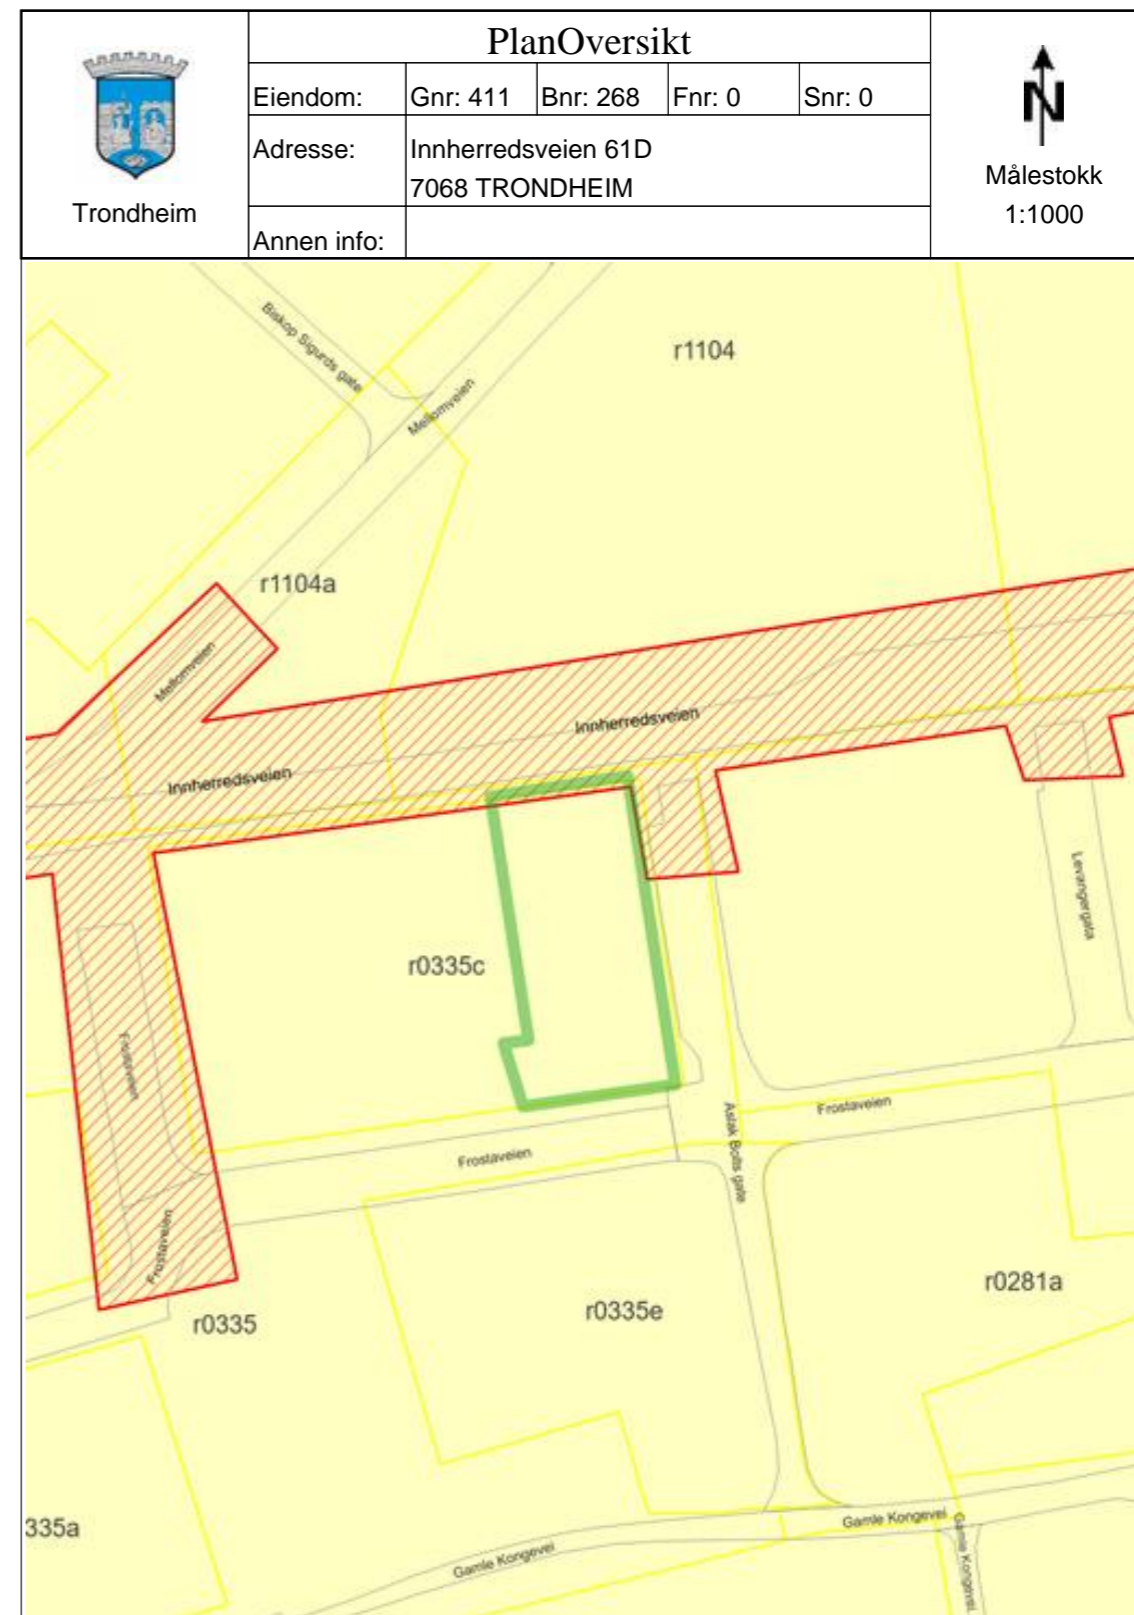 PlanOversikt
Eiendom: Gnr: 411 Bnr: 268 Fnr: 0 Snr: 0
Adresse: Innherredsveien 61D
7068 TRONDHEIM
Annen info:
Trondheim
N
Målestokk
1:1000
Biskop Sigurds gate
Mellomveien
r1104
r1104a
Mellomveien
Innherredsveien
Innherredsveien
Levangergata
r0335c
Frostaveien
Aslak Bolts gate
Frostaveien
Frostaveien
Frostaveien
r0335
r0335e
r0281a
335a
Gamle Kongevei
Gamle Kongevei
Gamle Kongevei